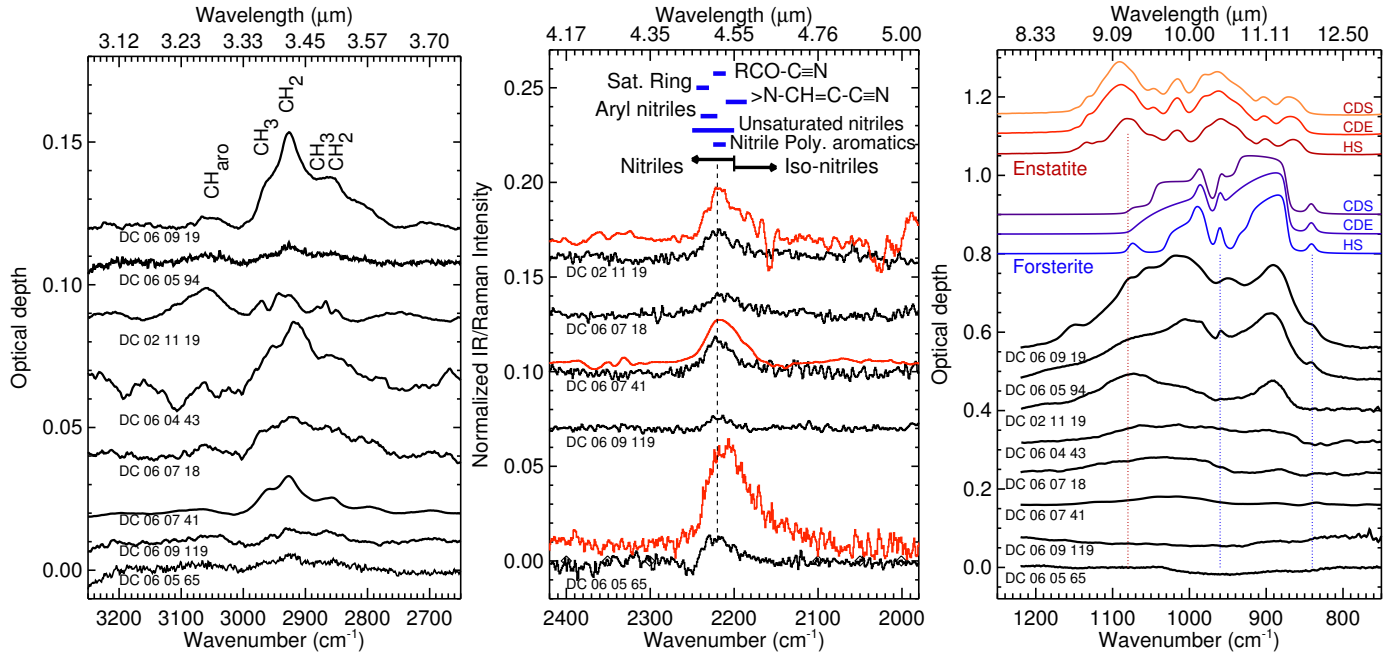 Wavelength (μm)
3.12 3.23 3.33 3.45 3.57 3.70
CH₃
CH₂
CH₃
CH₂
CHaro
0.15
0.10
0.05
0.00
Optical depth
DC 06 09 19
DC 06 05 94
DC 02 11 19
DC 06 04 43
DC 06 07 18
DC 06 07 41
DC 06 09 119
DC 06 05 65
3200 3100 3000 2900 2800 2700
Wavenumber (cm⁻¹)
Wavelength (μm)
4.17 4.35 4.55 4.76 5.00
RCO-C≡N
Sat. Ring
>N-CH=C-C≡N
Aryl nitriles
Unsaturated nitriles
Nitrile Poly. aromatics
Nitriles
Iso-nitriles
0.25
0.20
0.15
0.10
0.05
0.00
Normalized IR/Raman Intensity
DC 02 11 19
DC 06 07 18
DC 06 07 41
DC 06 09 119
DC 06 05 65
2400 2300 2200 2100 2000
Wavenumber (cm⁻¹)
Wavelength (μm)
8.33 9.09 10.00 11.11 12.50
CDS
CDE
HS
Enstatite
CDS
CDE
HS
Forsterite
1.2
1.0
0.8
0.6
0.4
0.2
0.0
Optical depth
DC 06 09 19
DC 06 05 94
DC 02 11 19
DC 06 04 43
DC 06 07 18
DC 06 07 41
DC 06 09 119
DC 06 05 65
1200 1100 1000 900 800
Wavenumber (cm⁻¹)